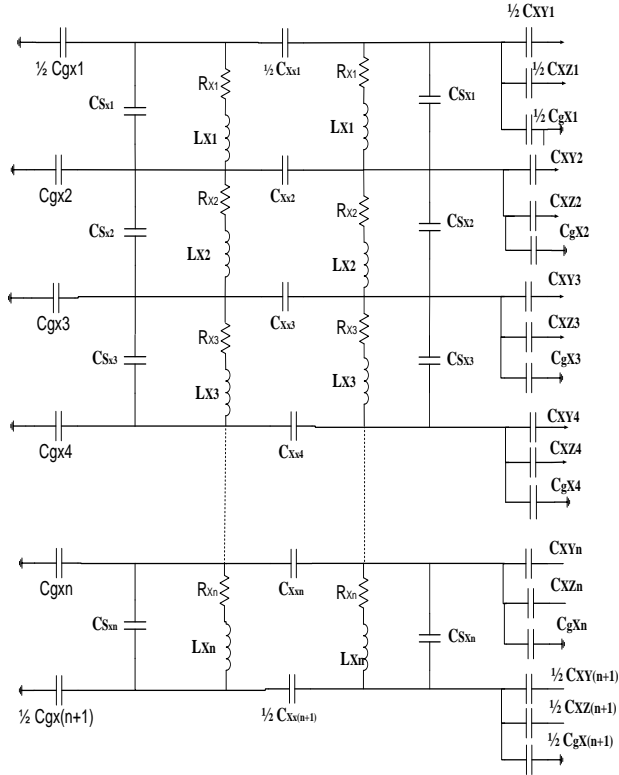 ½ CXY1
½ Cgx1
RX1
½ CXx1
RX1
½ CXZ1
CSx1
CSX1
LX1
LX1
½ CgX1
CXY2
Cgx2
RX2
CXx2
RX2
CXZ2
CSx2
CSX2
CgX2
LX2
LX2
CXY3
Cgx3
RX3
CXx3
RX3
CXZ3
CSx3
CSX3
CgX3
LX3
LX3
CXY4
Cgx4
CXx4
CXZ4
CgX4
CXYn
Cgxn
RXn
CXxn
RXn
CXZn
CSxn
CSXn
CgXn
LXn
LXn
½ CXY(n+1)
½ Cgx(n+1)
½ CXx(n+1)
½ CXZ(n+1)
½ CgX(n+1)